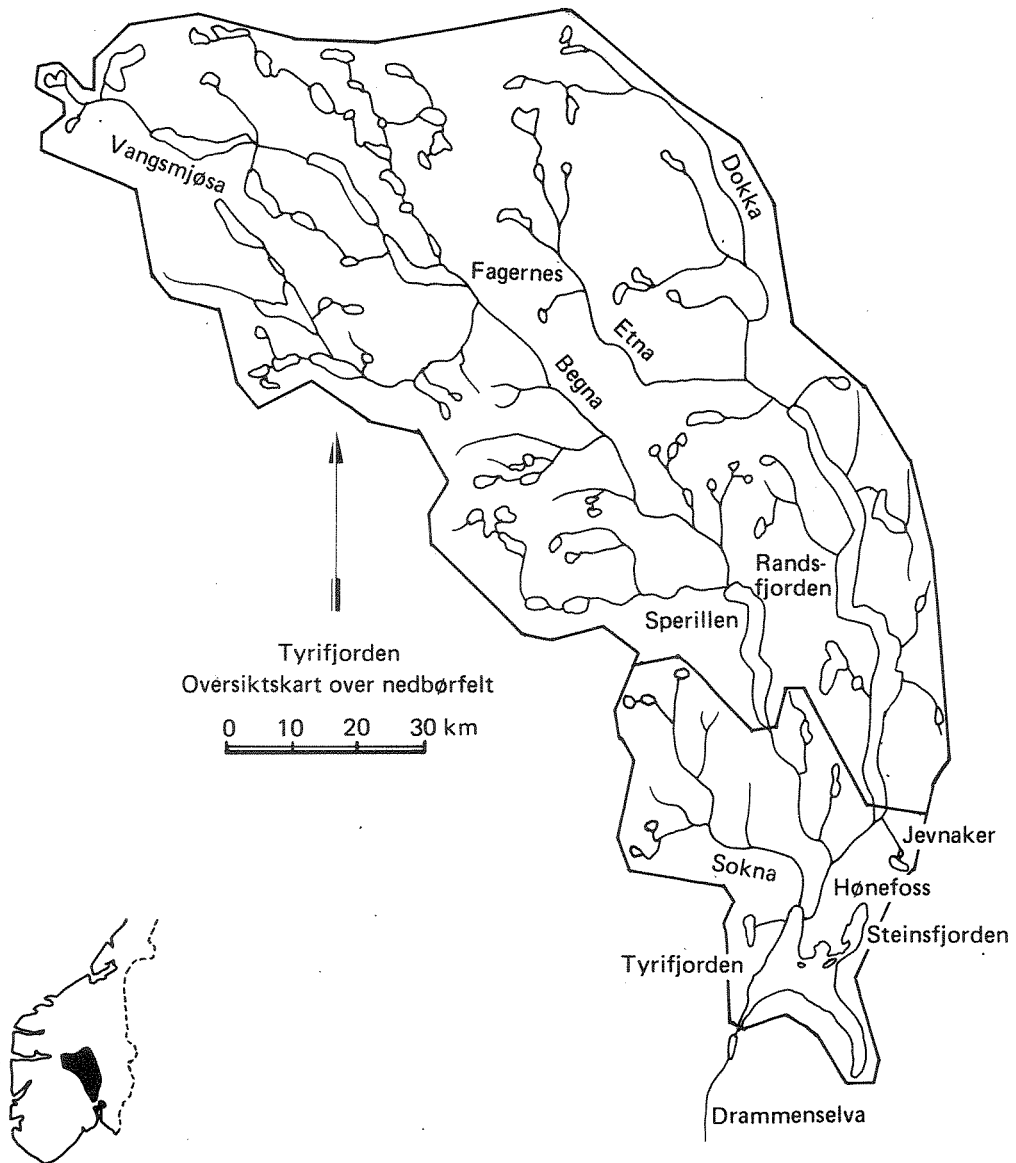 Vangsmjøsa
Dokka
Fagernes
Etna
Begna
Rands-
fjorden
Sperillen
Tyrifjorden
Oversiktskart over nedbørfelt
0 10 20 30 km
Jevnaker
Sokna
Hønefoss
Steinsfjorden
Tyrifjorden
Drammenselva